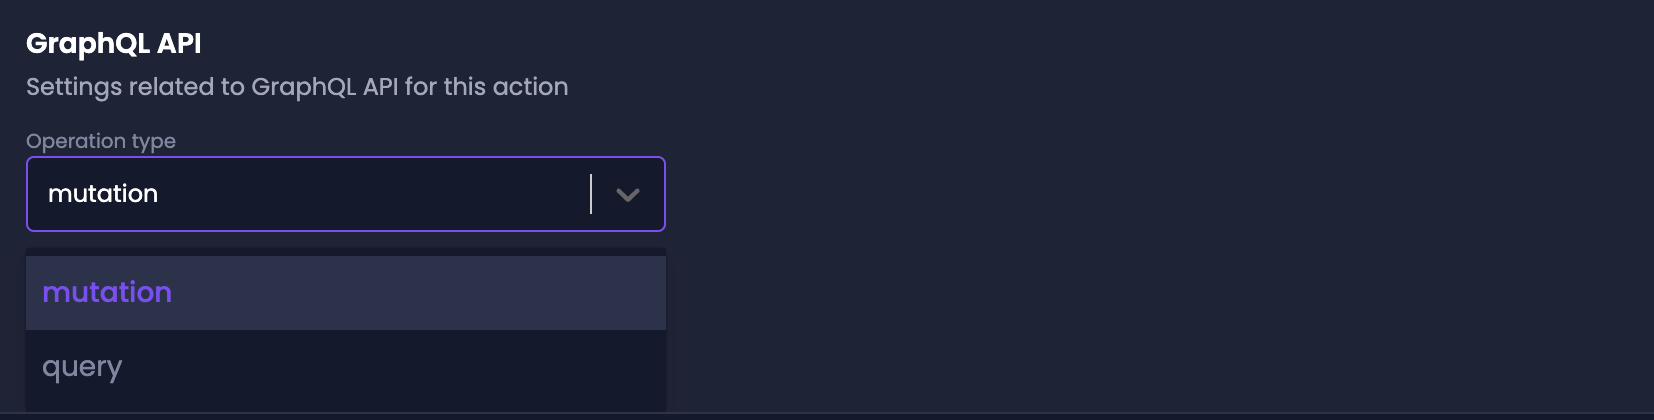 GraphQL API
Settings related to GraphQL API for this action
Operation type
mutation
mutation
query